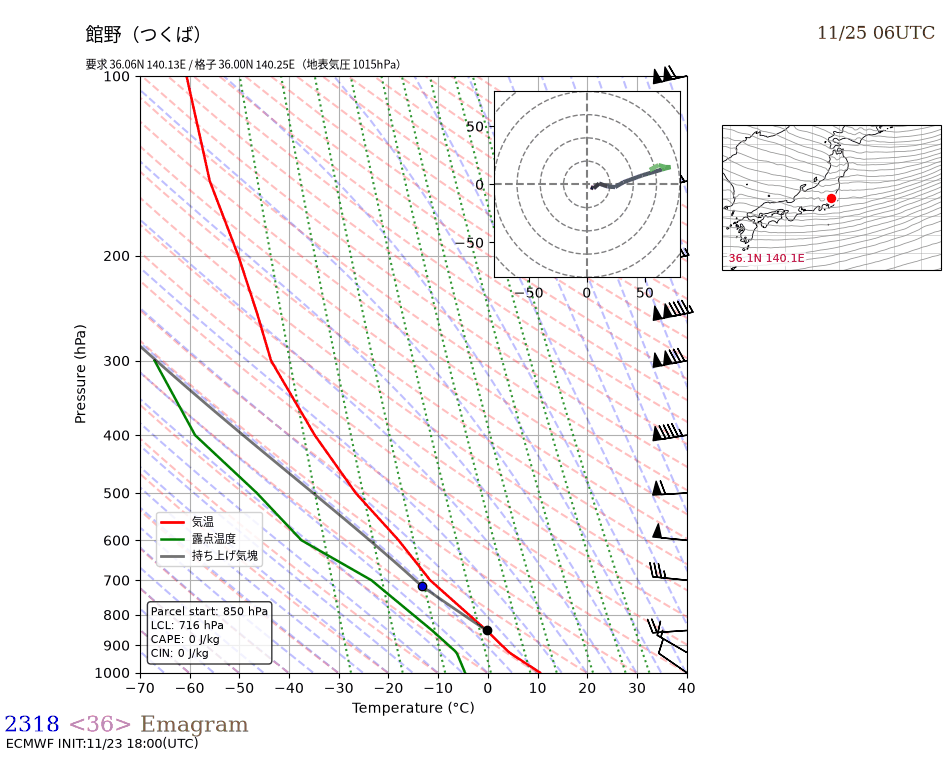 館野（つくば）
11/25 06UTC
要求 36.06N 140.13E / 格子 36.00N 140.25E（地表気圧 1015hPa）
100
200
300
400
500
600
700
800
900
1000
Pressure (hPa)
50
0
−50
−50 0 50
36.1N 140.1E
気温
露点温度
持ち上げ気塊
Parcel start: 850 hPa
LCL: 716 hPa
CAPE: 0 J/kg
CIN: 0 J/kg
−70 −60 −50 −40 −30 −20 −10 0 10 20 30 40
Temperature (°C)
2318 <36> Emagram
ECMWF INIT:11/23 18:00(UTC)